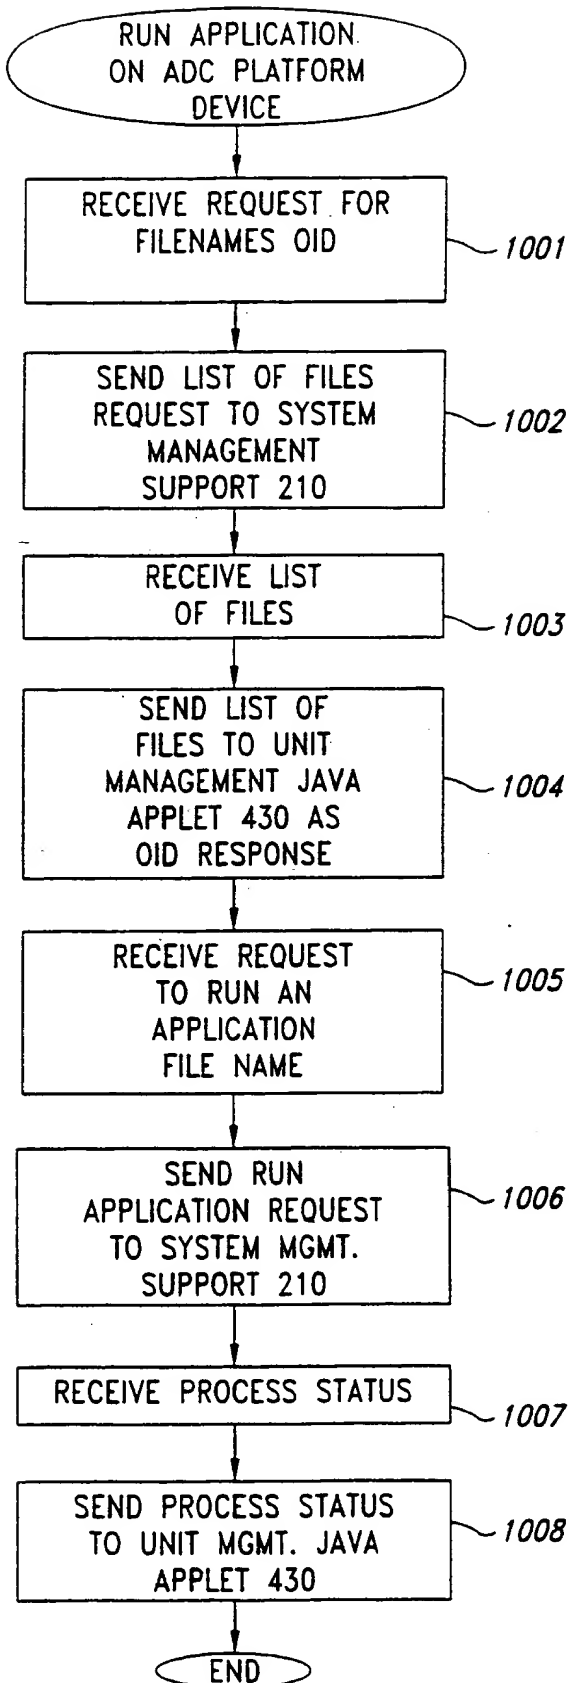 RUN APPLICATION
ON ADC PLATFORM
DEVICE
RECEIVE REQUEST FOR
FILENAMES OID
1001
SEND LIST OF FILES
REQUEST TO SYSTEM
MANAGEMENT
SUPPORT 210
1002
RECEIVE LIST
OF FILES
1003
SEND LIST OF
FILES TO UNIT
MANAGEMENT JAVA
APPLET 430 AS
OID RESPONSE
1004
RECEIVE REQUEST
TO RUN AN
APPLICATION
FILE NAME
1005
SEND RUN
APPLICATION REQUEST
TO SYSTEM MGMT.
SUPPORT 210
1006
RECEIVE PROCESS STATUS
1007
SEND PROCESS STATUS
TO UNIT MGMT. JAVA
APPLET 430
1008
END